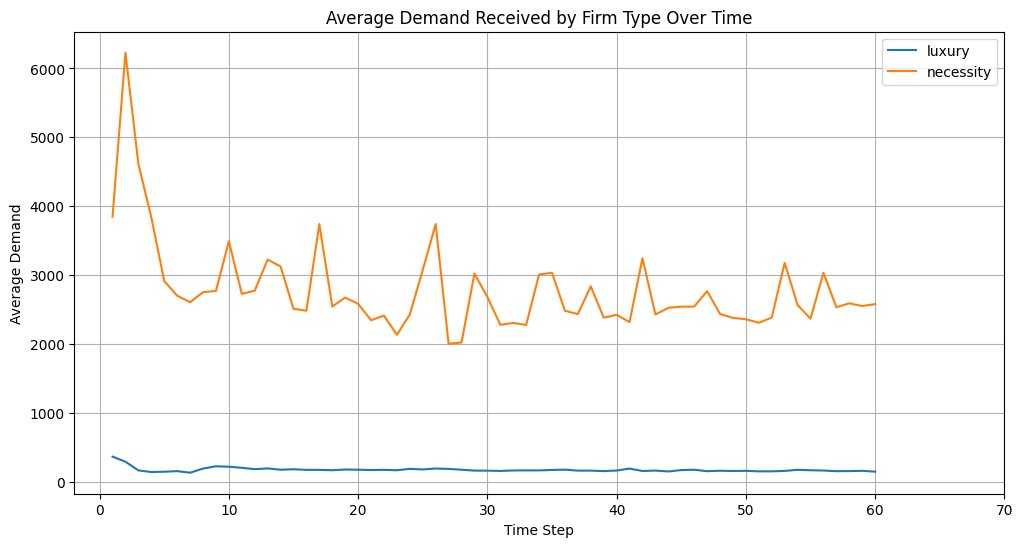 Average Demand Received by Firm Type Over Time
luxury
necessity
Average Demand
6000
5000
4000
3000
2000
1000
0
0 10 20 30 40 50 60 70
Time Step